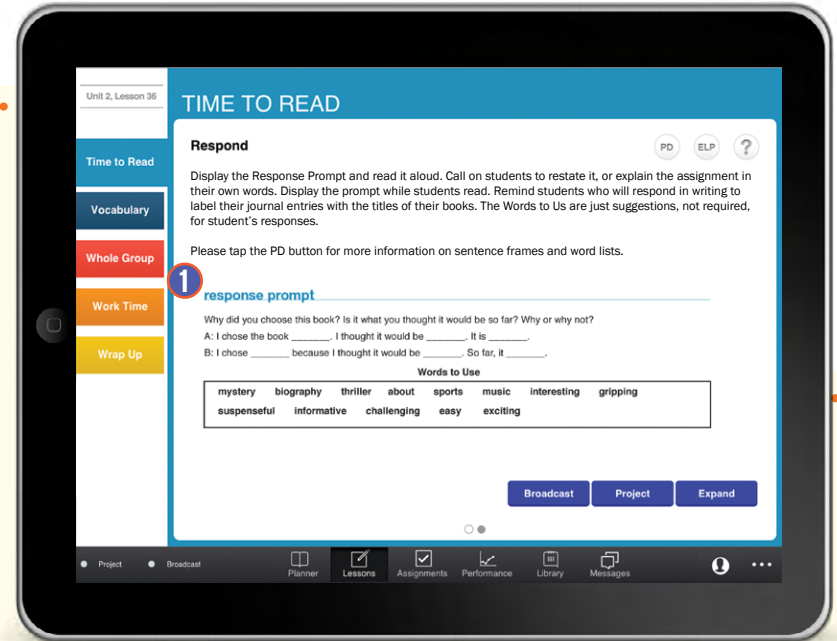 Unit 2, Lesson 36
TIME TO READ
Time to Read
Vocabulary
Whole Group
Work Time
Wrap Up
Respond
PD
ELP
?
Display the Response Prompt and read it aloud. Call on students to restate it, or explain the assignment in
their own words. Display the prompt while students read. Remind students who will respond in writing to
label their journal entries with the titles of their books. The Words to Us are just suggestions, not required,
for student's responses.
Please tap the PD button for more information on sentence frames and word lists.
1
response prompt
Why did you choose this book? Is it what you thought it would be so far? Why or why not?
A: I chose the book _______. I thought it would be _______. It is _______.
B: I chose _______ because I thought it would be _______. So far, it _______.
Words to Use
mystery biography thriller about sports music interesting gripping
suspenseful informative challenging easy exciting
Broadcast Project Expand
Project Broadcast Planner Lessons Assignments Performance Library Messages